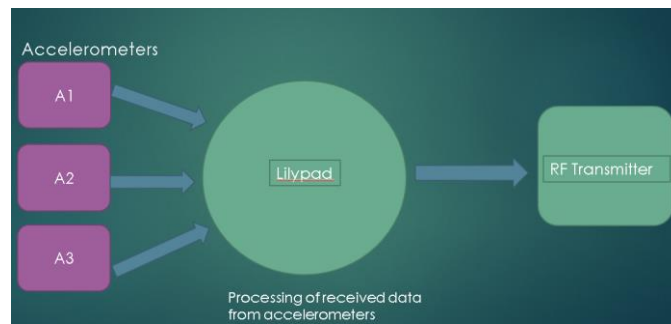 Accelerometers
A1
A2
A3
Lilypad
RF Transmitter
Processing of received data
from accelerometers